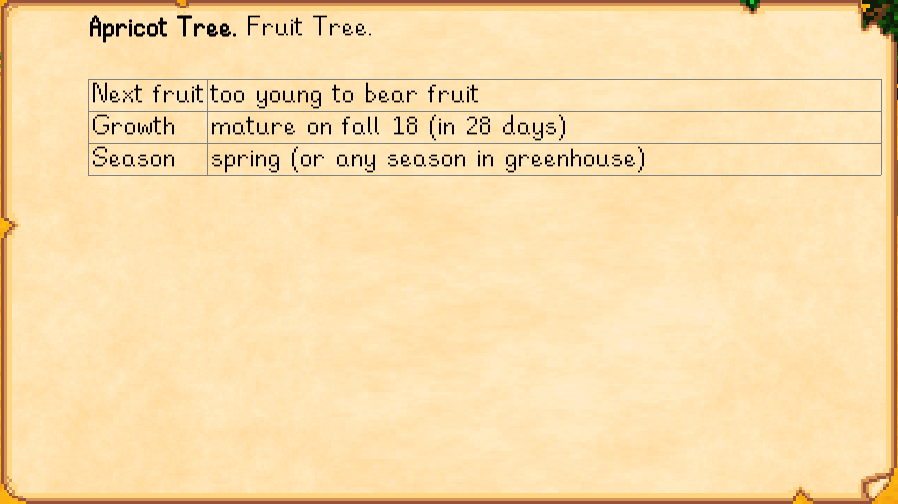 Apricot Tree. Fruit Tree.
Next fruit too young to bear fruit
Growth mature on fall 18 (in 28 days)
Season spring (or any season in greenhouse)